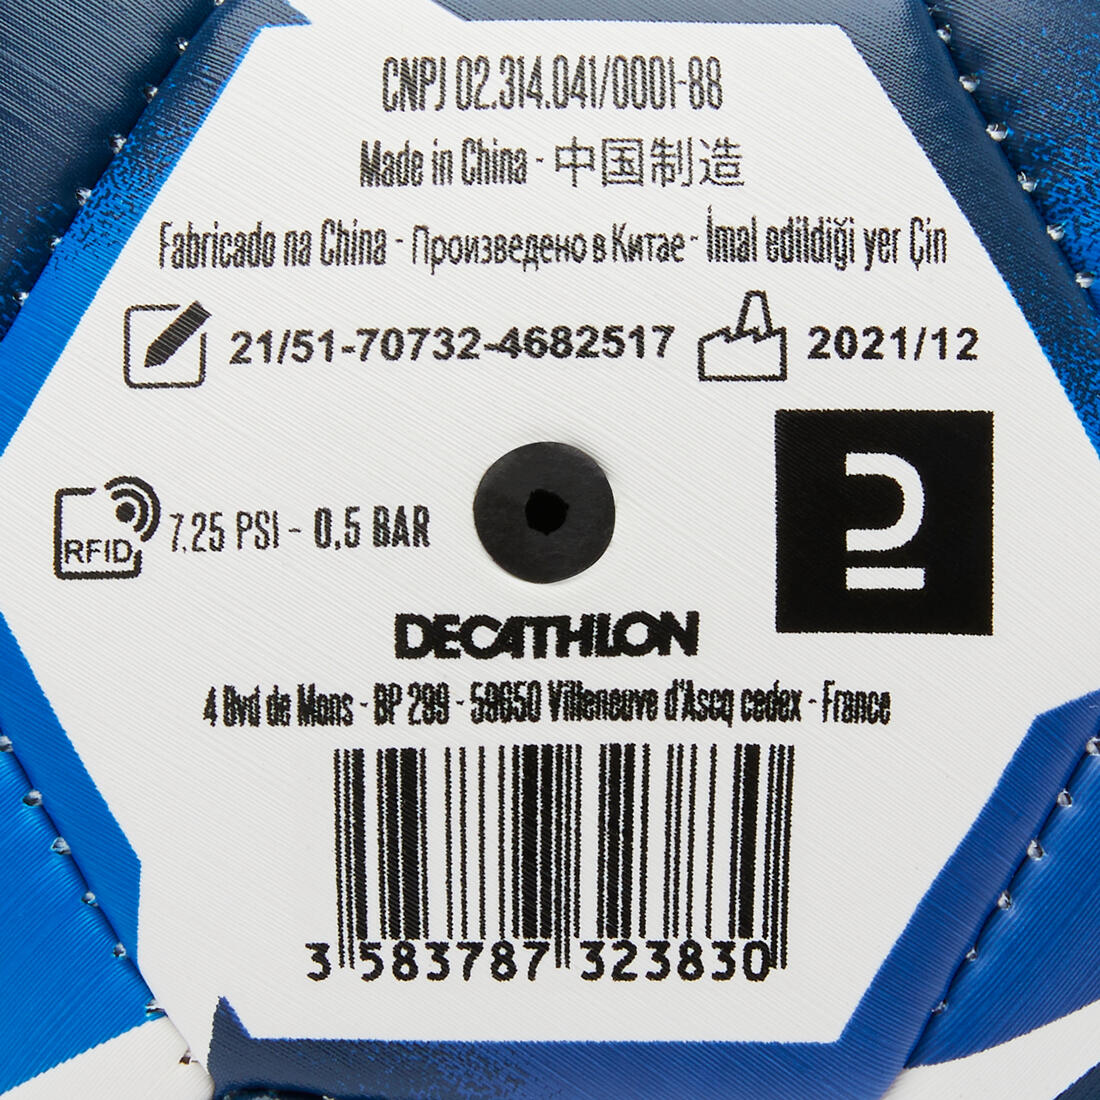 CNPJ 02.314.041/0001-88
Made in China - 中国制造
Fabricado na China - Произведено в Китае - İmal edildiği yer Çin
21/51-70732-4682517 2021/12
RFID 7,25 PSI - 0,5 BAR
DECATHLON
4 Bvd de Mons - BP 299 - 59650 Villeneuve d'Ascq cedex - France
3 583787 323830